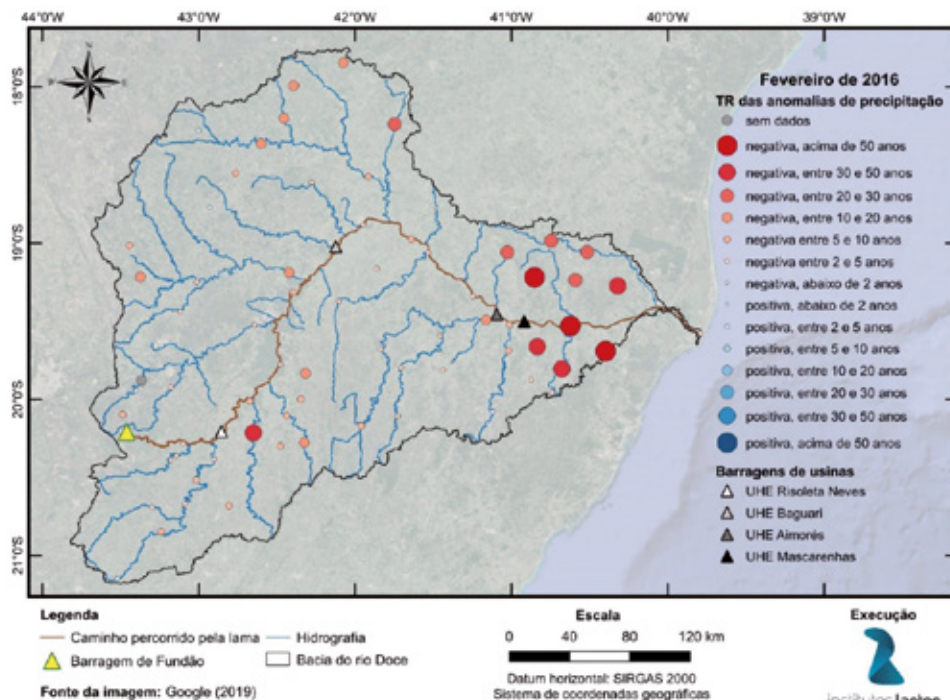 44°0'O 43°0'O 42°0'O 41°0'O 40°0'O 39°0'O
18°0'S
19°0'S
20°0'S
21°0'S
N
Fevereiro de 2016
TR das anomalias de precipitação
sem dados
negativa, acima de 50 anos
negativa, entre 30 e 50 anos
negativa, entre 20 e 30 anos
negativa, entre 10 e 20 anos
negativa entre 5 e 10 anos
negativa entre 2 e 5 anos
negativa, abaixo de 2 anos
positiva, abaixo de 2 anos
positiva, entre 2 e 5 anos
positiva, entre 5 e 10 anos
positiva, entre 10 e 20 anos
positiva, entre 20 e 30 anos
positiva, entre 30 e 50 anos
positiva, acima de 50 anos
Barragens de usinas
UHE Risoleta Neves
UHE Baguari
UHE Aimorés
UHE Mascarenhas
Legenda
Caminho percorrido pela lama
Hidrografia
Barragem de Fundão
Bacia do rio Doce
Fonte da imagem: Google (2019)
Escala
0 40 80 120 km
Datum horizontal: SIRGAS 2000
Sistema de coordenadas geográficas
Execução